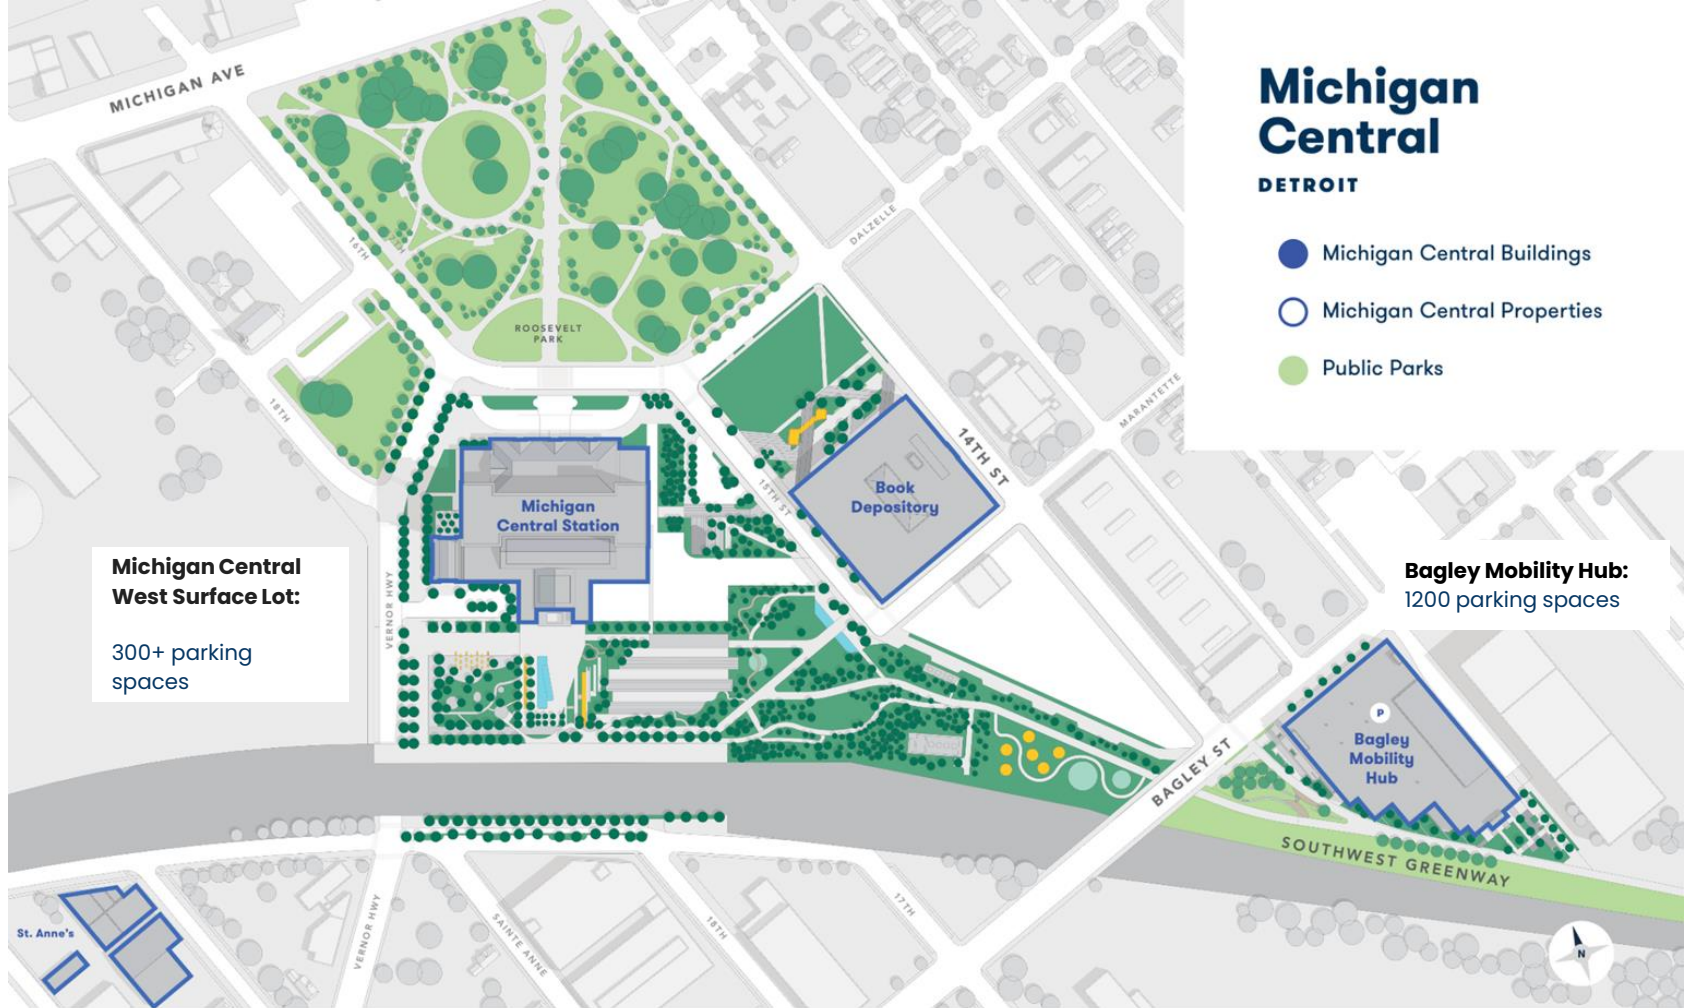 MICHIGAN AVE
Michigan
Central
DETROIT
Michigan Central Buildings
Michigan Central Properties
Public Parks
DALZELLE
16TH
ROOSEVELT
PARK
18TH
MARANTETTE
14TH ST
15TH ST
Book
Depository
Michigan
Central Station
Michigan Central
West Surface Lot:
300+ parking
spaces
VERNOR HWY
Bagley Mobility Hub:
1200 parking spaces
P
Bagley
Mobility
Hub
BAGLEY ST
SOUTHWEST GREENWAY
St. Anne's
VERNOR HWY
SAINTE ANNE
18TH
17TH
N